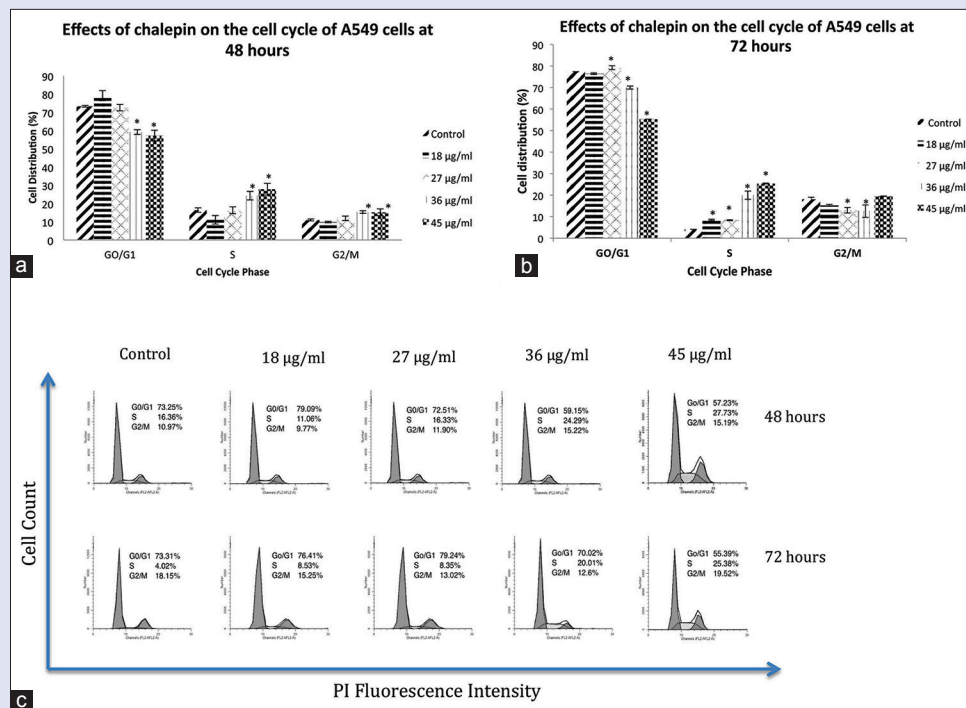 Effects of chalepin on the cell cycle of A549 cells at
48 hours
90
80
70
60
50
40
30
20
10
0
Cell Distribution (%)
*
*
*
*
*
*
GO/G1
S
G2/M
Cell Cycle Phase
Control
18 µg/ml
27 µg/ml
36 µg/ml
45 µg/ml
a
Effects of chalepin on the cell cycle of A549 cells at
72 hours
90
80
70
60
50
40
30
20
10
0
Cell distribution (%)
*
*
*
*
*
*
*
*
*
GO/G1
S
G2/M
Cell Cycle Phase
Control
18 µg/ml
27 µg/ml
36 µg/ml
45 µg/ml
b
Control
18 µg/ml
27 µg/ml
36 µg/ml
45 µg/ml
G0/G1 73.25%
S 16.36%
G2/M 10.97%
G0/G1 79.09%
S 11.06%
G2/M 9.77%
G0/G1 72.51%
S 16.33%
G2/M 11.90%
G0/G1 59.15%
S 24.29%
G2/M 15.22%
Go/G1 57.23%
S 27.73%
G2/M 15.19%
48 hours
G0/G1 73.31%
S 4.02%
G2/M 18.15%
Go/G1 76.41%
S 8.53%
G2/M 15.25%
G0/G1 79.24%
S 8.35%
G2/M 13.02%
Go/G1 70.02%
S 20.01%
G2/M 12.6%
Go/G1 55.39%
S 25.38%
G2/M 19.52%
72 hours
Cell Count
PI Fluorescence Intensity
c